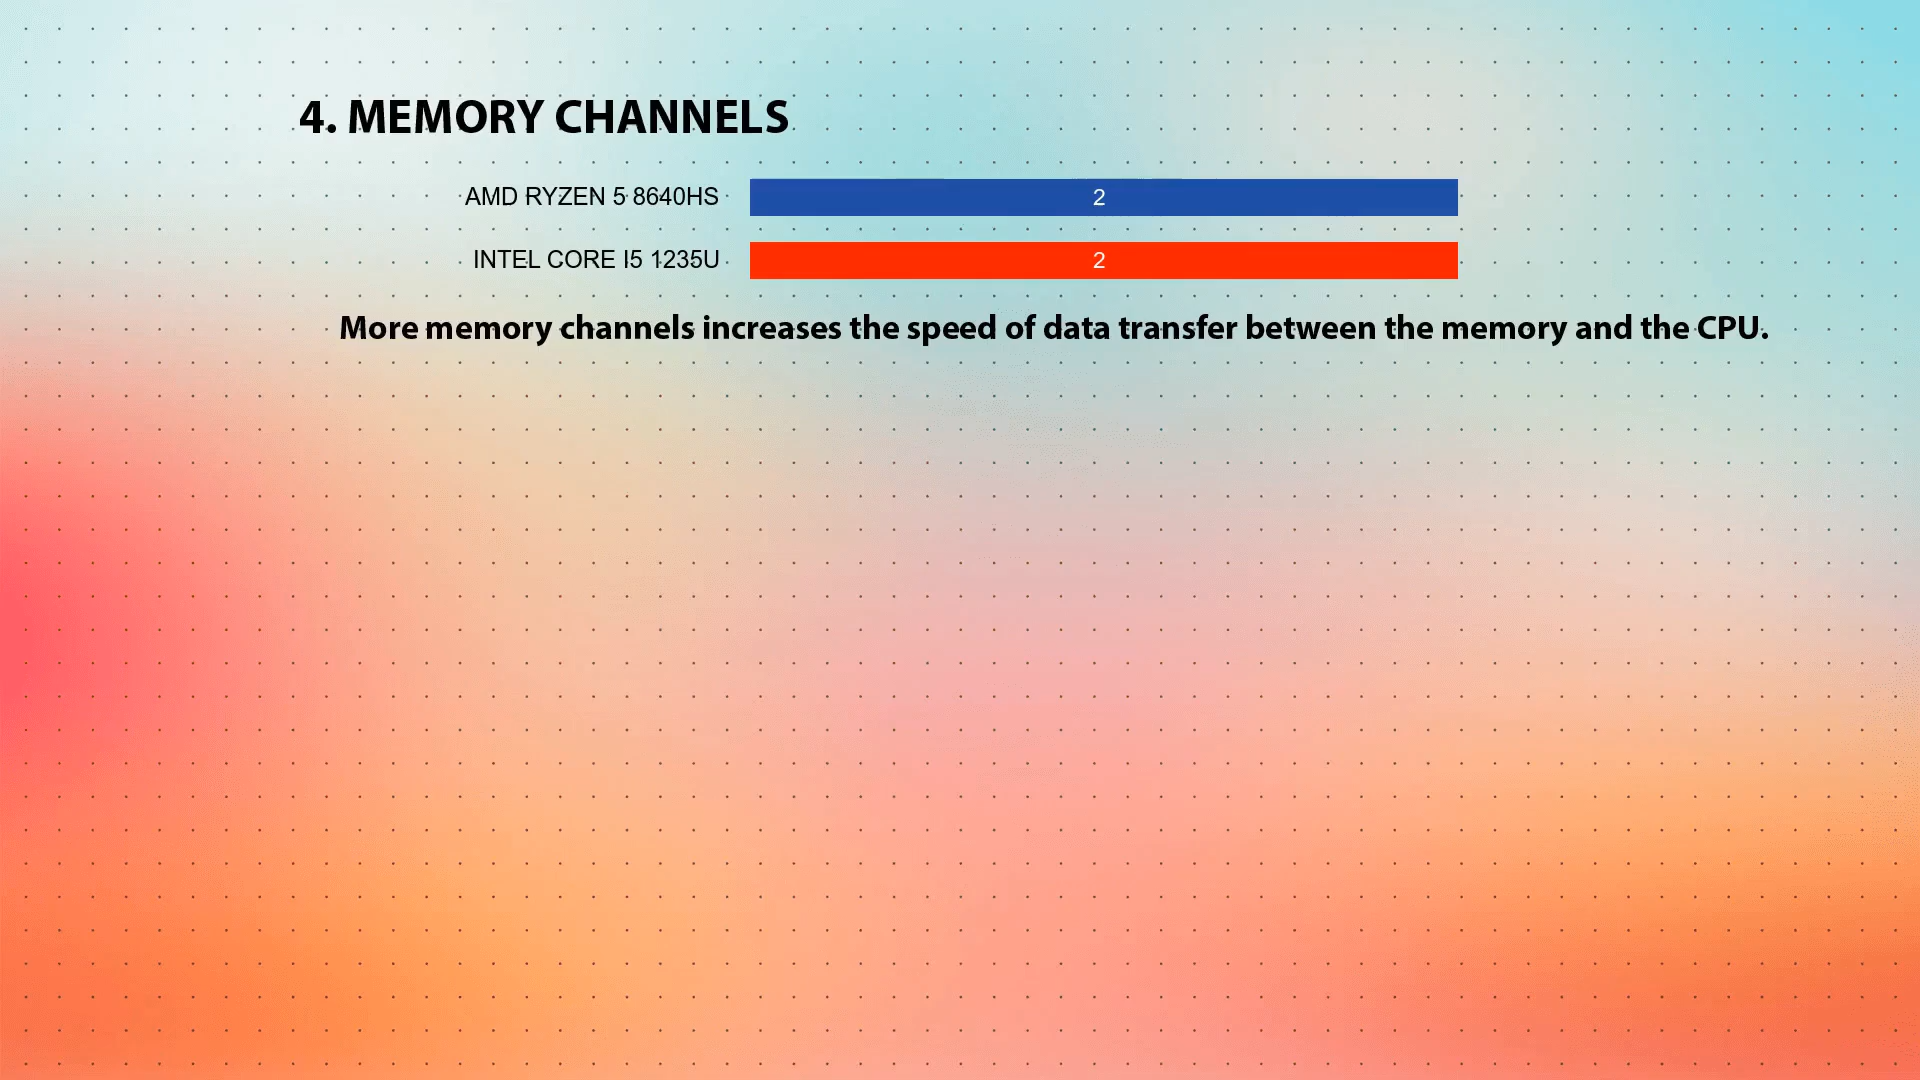 4. MEMORY CHANNELS
AMD RYZEN 5 8640HS 2
INTEL CORE I5 1235U 2
More memory channels increases the speed of data transfer between the memory and the CPU.